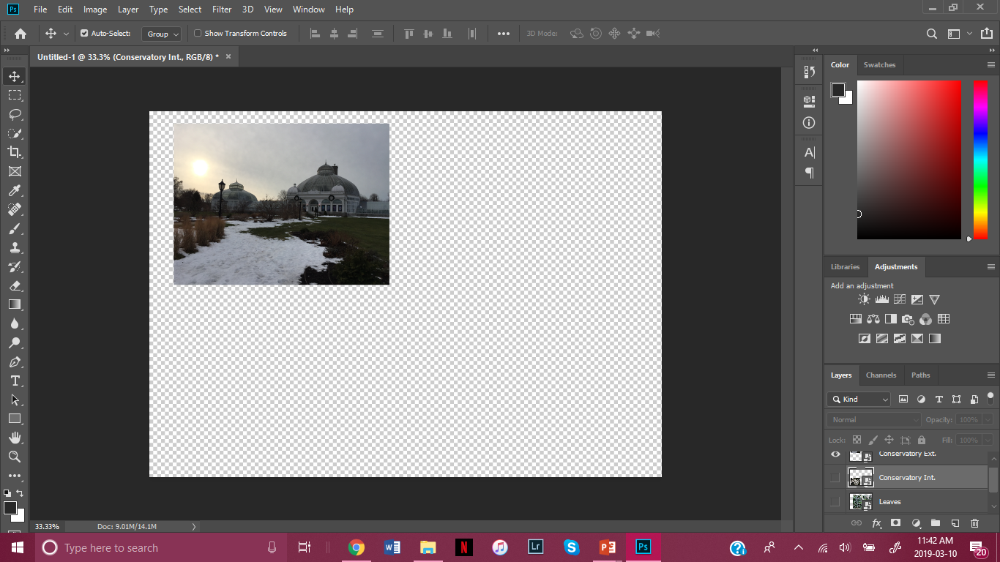 Ps File Edit Image Layer Type Select Filter 3D View Window Help
Auto-Select: Group Show Transform Controls 3D Mode:
Untitled-1 @ 33.3% (Conservatory Int., RGB/8) * ×
Color Swatches
Libraries Adjustments
Add an adjustment
Layers Channels Paths
Kind
Normal Opacity: 100%
Lock: Fill: 100%
Conservatory Ext.
Conservatory Int.
Leaves
33.33% Doc: 9.01M/14.1M
Type here to search
11:42 AM
2019-03-10
20